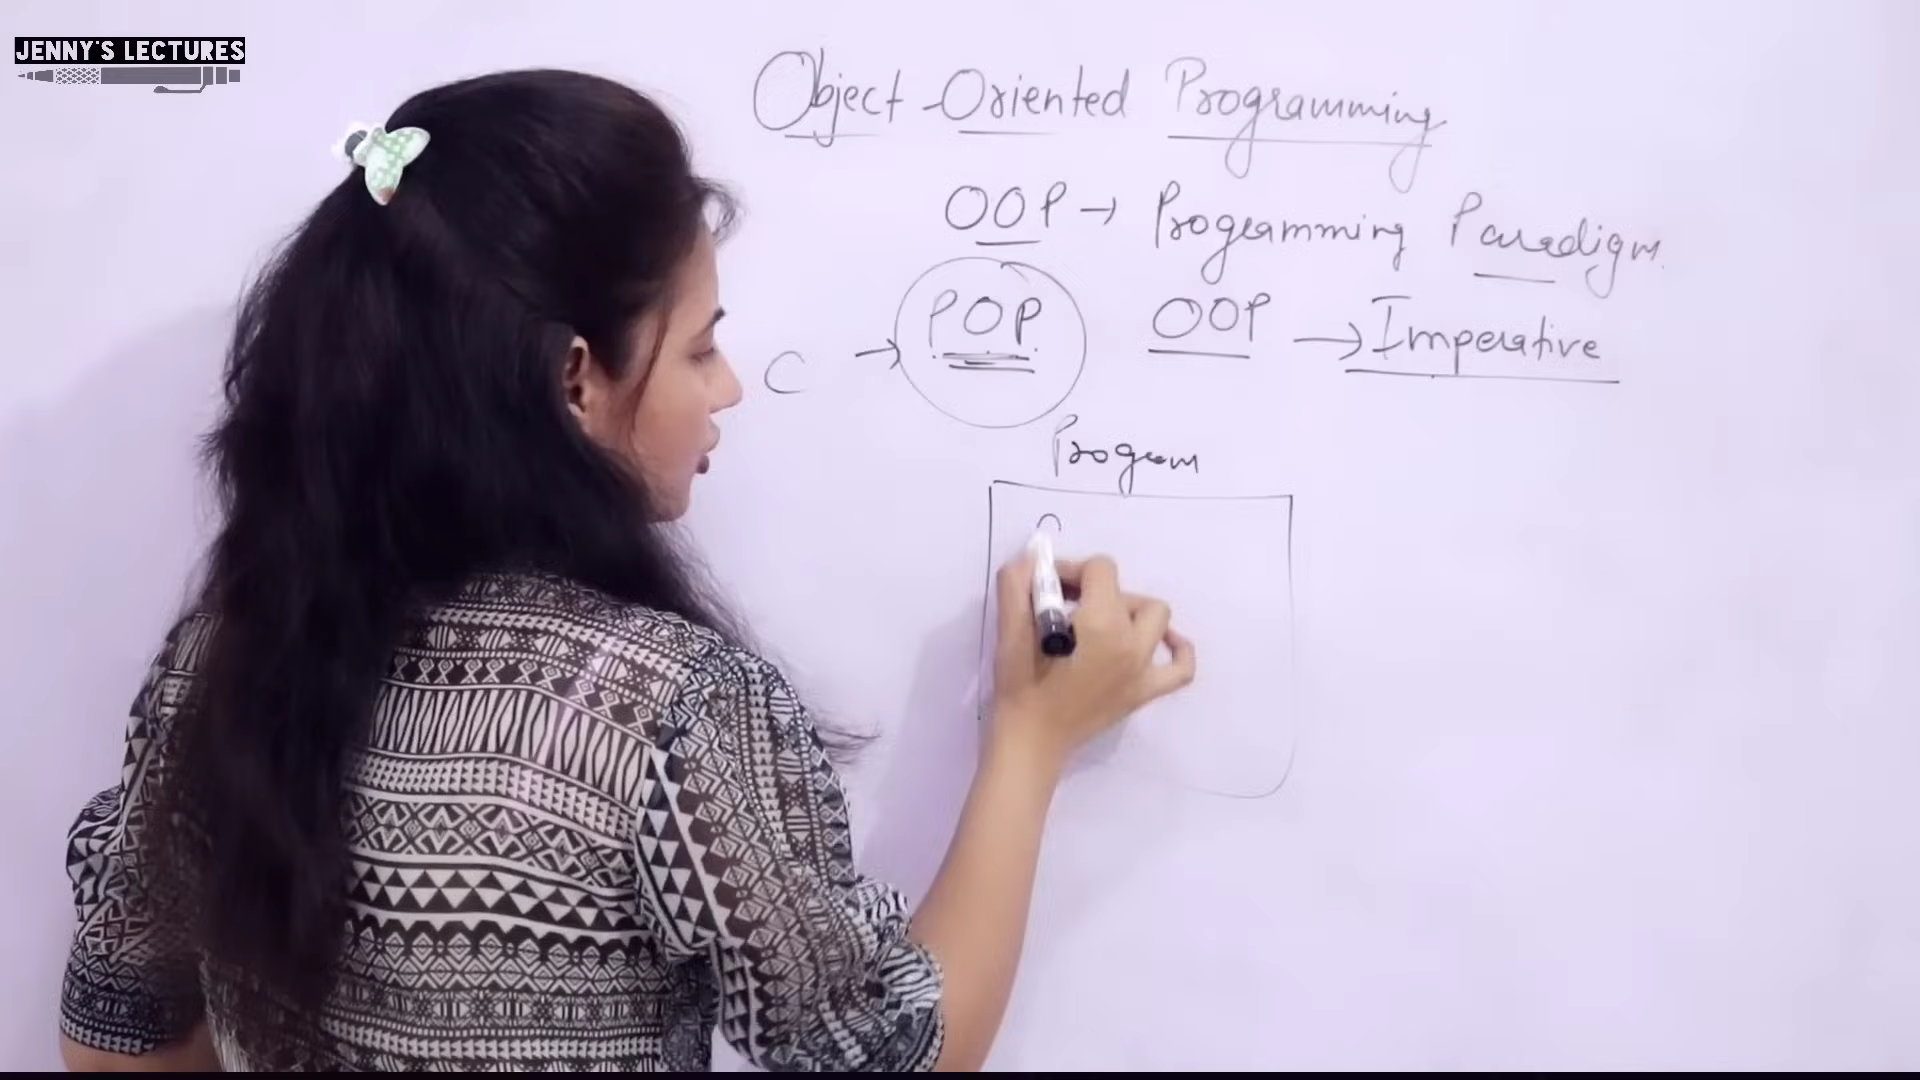 JENNY'S LECTURES
Object-Oriented Programming
OOP → Programming Paradigm.
C → POP OOP → Imperative
Program